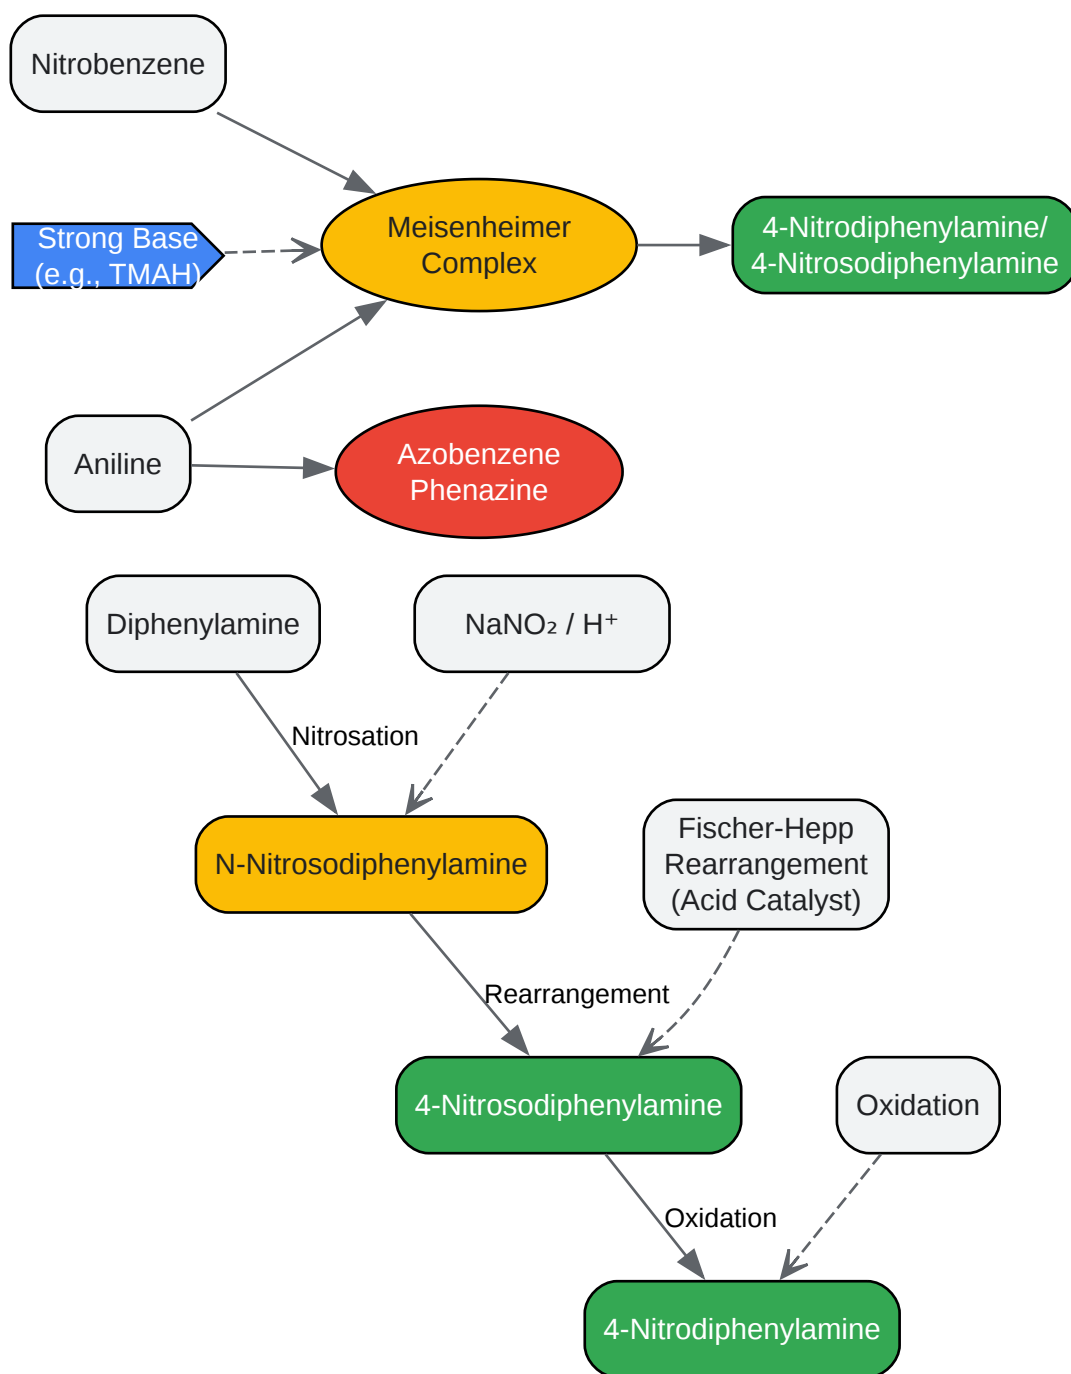 Nitrobenzene
Strong Base
(e.g., TMAH)
Meisenheimer
Complex
4-Nitrodiphenylamine/
4-Nitrosodiphenylamine
Aniline
Azobenzene
Phenazine
Diphenylamine
NaNO₂ / H⁺
Nitrosation
N-Nitrosodiphenylamine
Fischer-Hepp
Rearrangement
(Acid Catalyst)
Rearrangement
4-Nitrosodiphenylamine
Oxidation
Oxidation
4-Nitrodiphenylamine